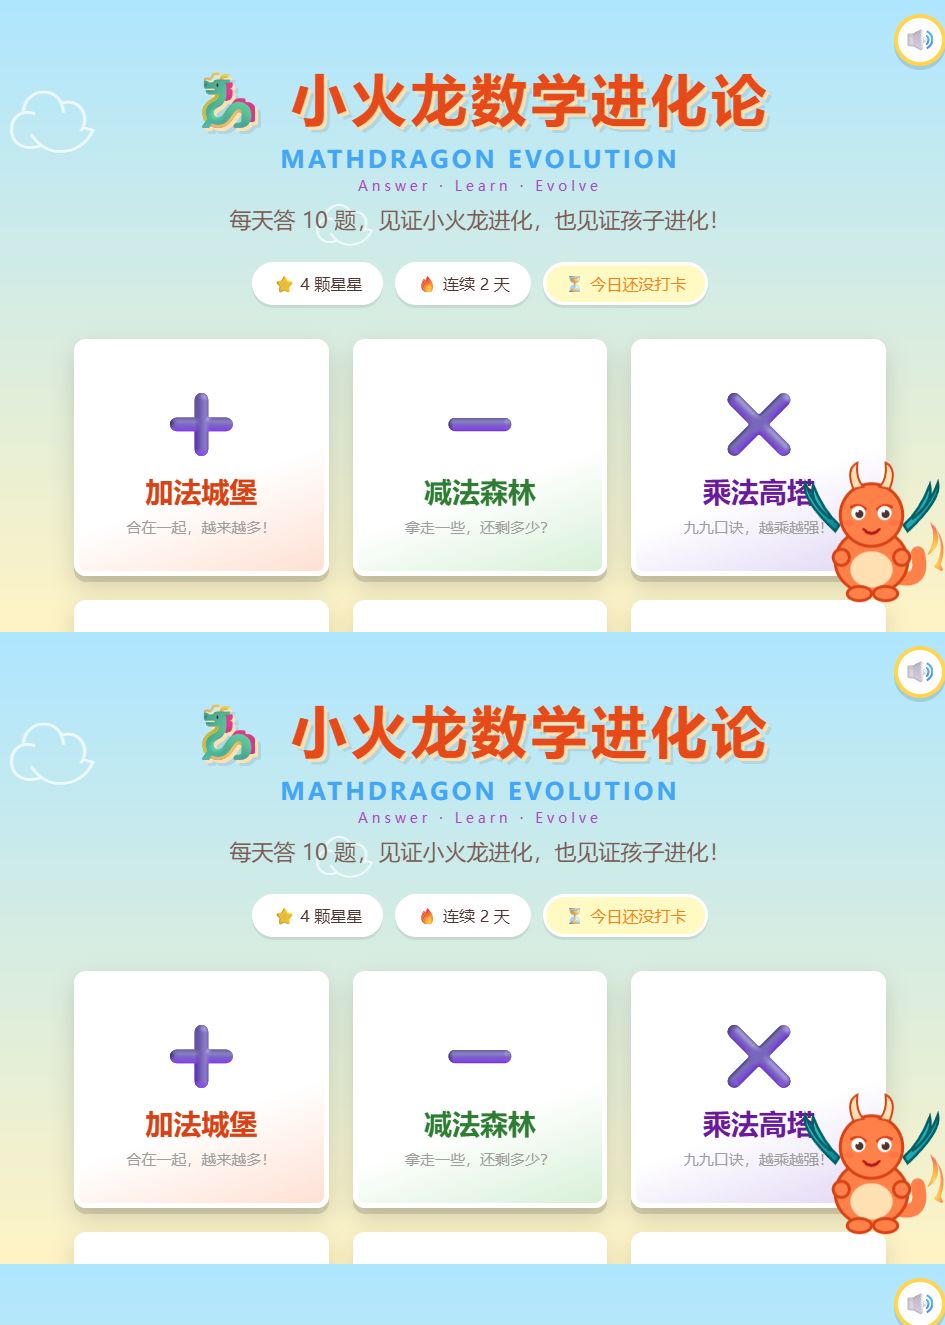 小火龙数学进化论
MATHDRAGON EVOLUTION
Answer · Learn · Evolve
每天答 10 题，见证小火龙进化，也见证孩子进化！
4 颗星星
连续 2 天
今日还没打卡
加法城堡
合在一起，越来越多！
减法森林
拿走一些，还剩多少？
乘法高塔
九九口诀，越乘越强！
小火龙数学进化论
MATHDRAGON EVOLUTION
Answer · Learn · Evolve
每天答 10 题，见证小火龙进化，也见证孩子进化！
4 颗星星
连续 2 天
今日还没打卡
加法城堡
合在一起，越来越多！
减法森林
拿走一些，还剩多少？
乘法高塔
九九口诀，越乘越强！